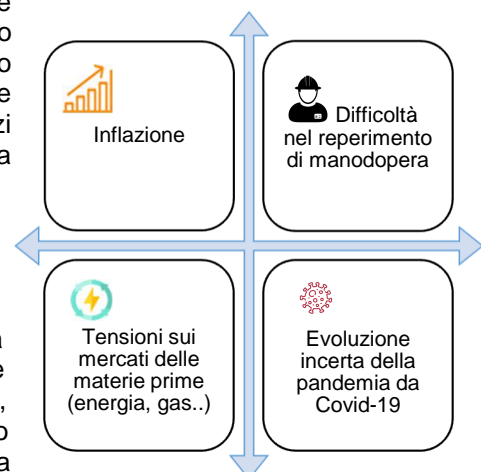 e
o
o
e
zi
a
Inflazione
Difficoltà
nel reperimento
di manodopera
Tensioni sui
mercati delle
materie prime
(energia, gas..)
Evoluzione
incerta della
pandemia da
Covid-19
e
,
o
a